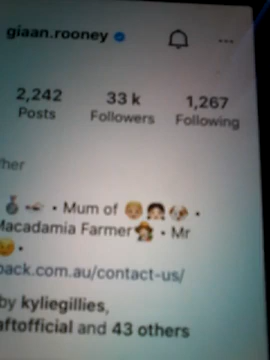 giaan.rooney
2,242 33 k 1,267
Posts Followers Following
her
• Mum of •
Macadamia Farmer • Mr
•
back.com.au/contact-us/
by kyliegillies,
aftofficial and 43 others